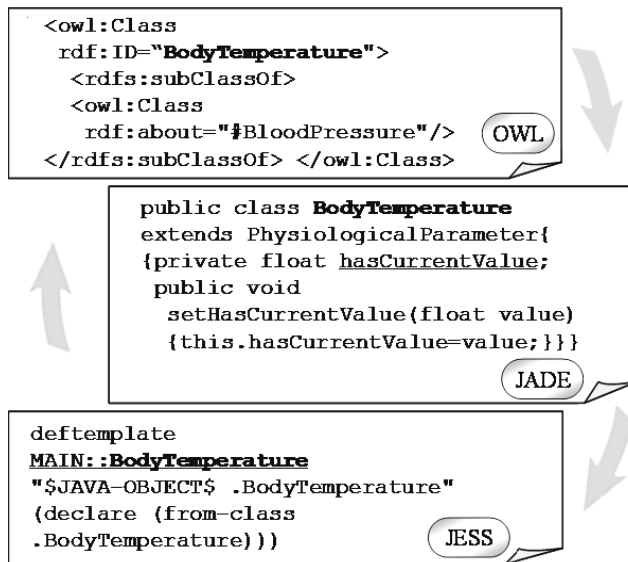 <owl:Class
rdf:ID=“BodyTemperature">
<rdfs:subClassOf>
<owl:Class
rdf:about="#BloodPressure"/>
</rdfs:subClassOf> </owl:Class>
OWL
public class BodyTemperature
extends PhysiologicalParameter{
{private float hasCurrentValue;
public void
setHasCurrentValue(float value)
{this.hasCurrentValue=value;}}}
JADE
deftemplate
MAIN::BodyTemperature
"$JAVA-OBJECT$ .BodyTemperature"
(declare (from-class
.BodyTemperature)))
JESS